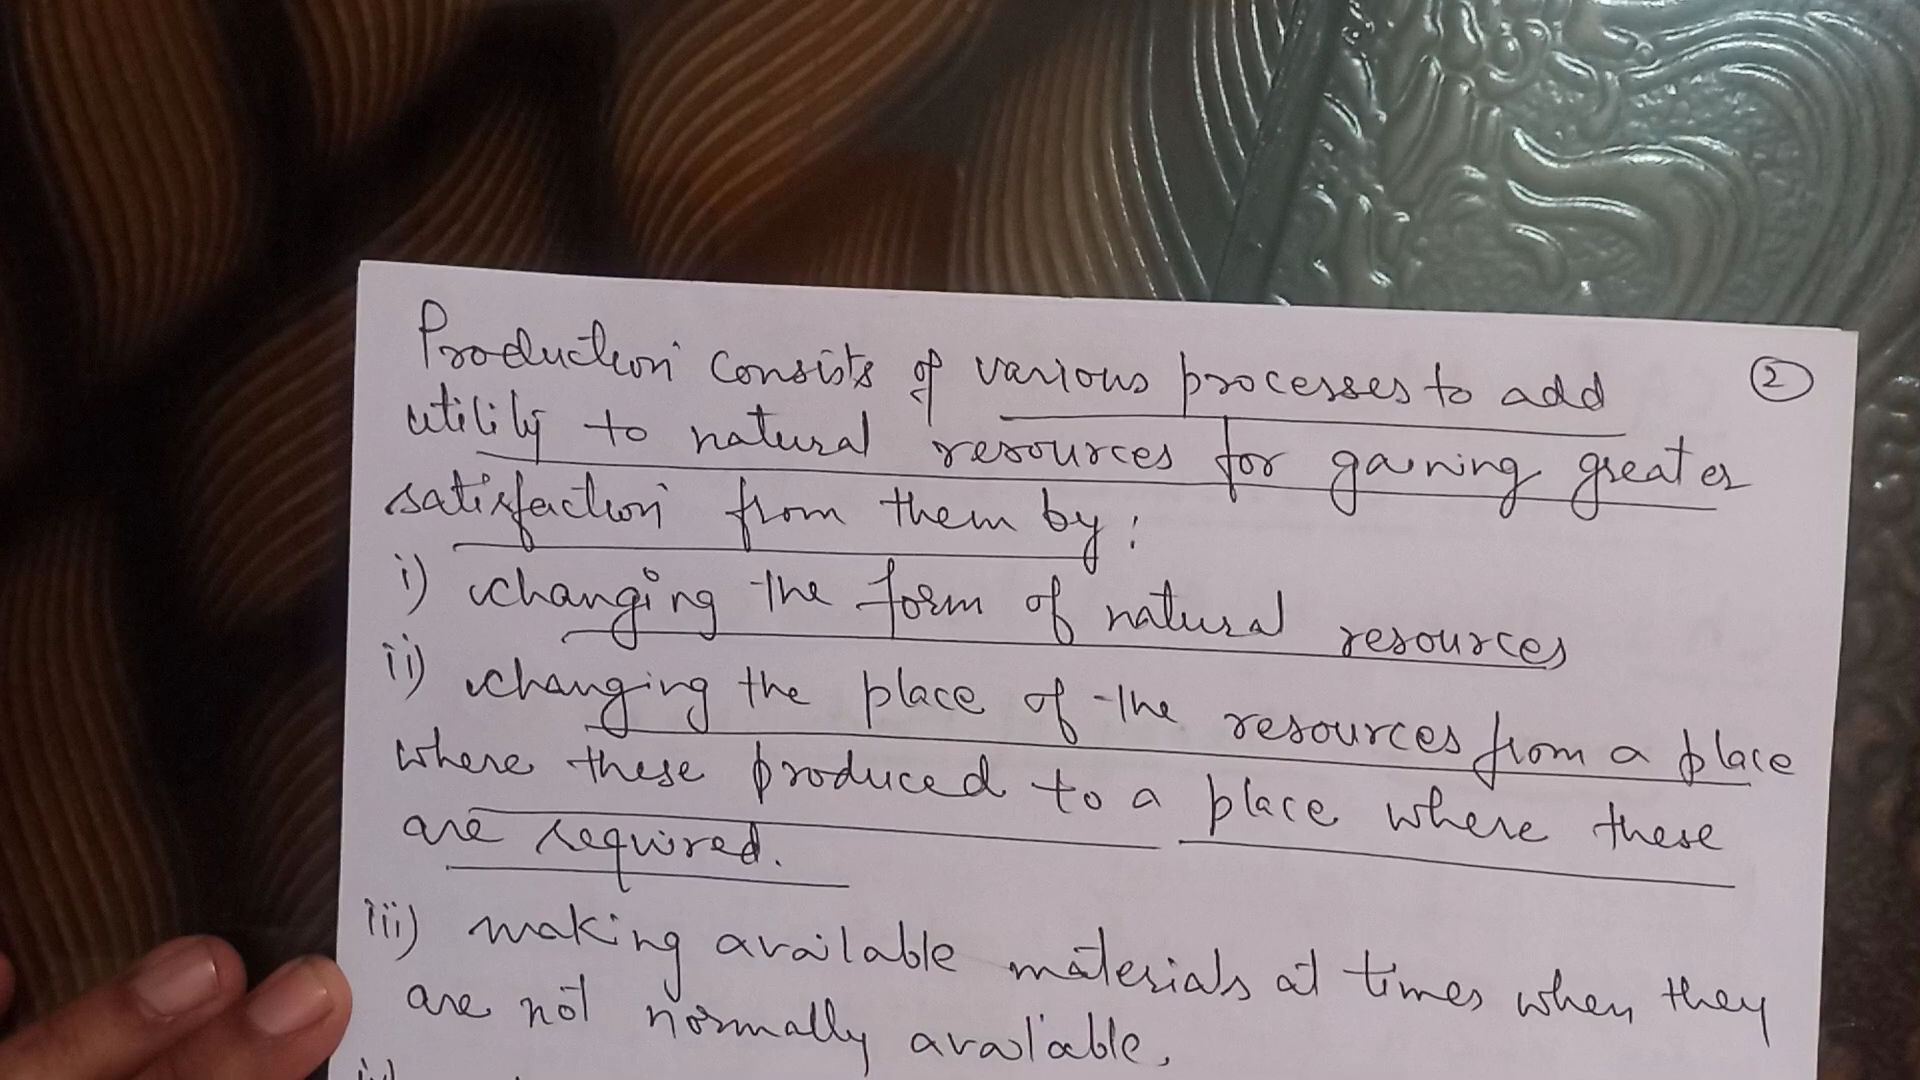 Production consists of various processes to add
②
utility to natural resources for gaining greater
satisfaction from them by:
i) changing the form of natural resources
ii) changing the place of the resources from a place
where these produced to a place where these
are required.
iii) making available materials at times when they
are not normally available.